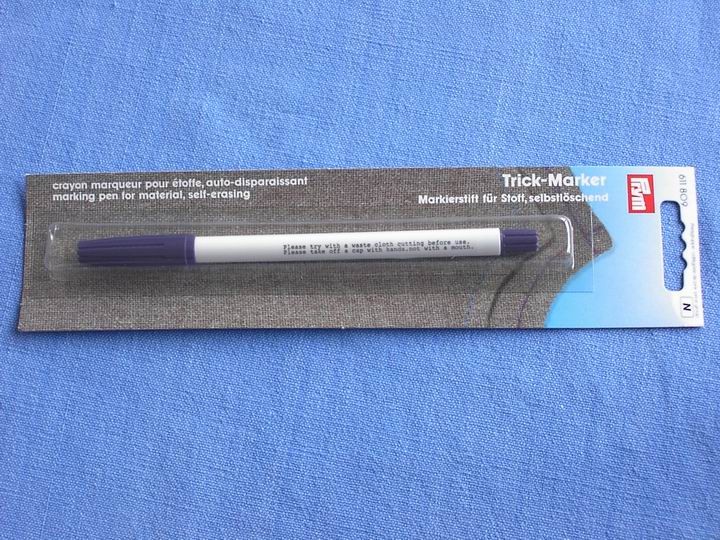 crayon marqueur pour étoffe, auto-disparaissant
marking pen for material, self-erasing
Trick-Marker
Markierstift für Stoff, selbstlöschend
Prym
611 809
N
Please try with a waste cloth cutting before use.
Please take off a cap with hands,not with a mouth.